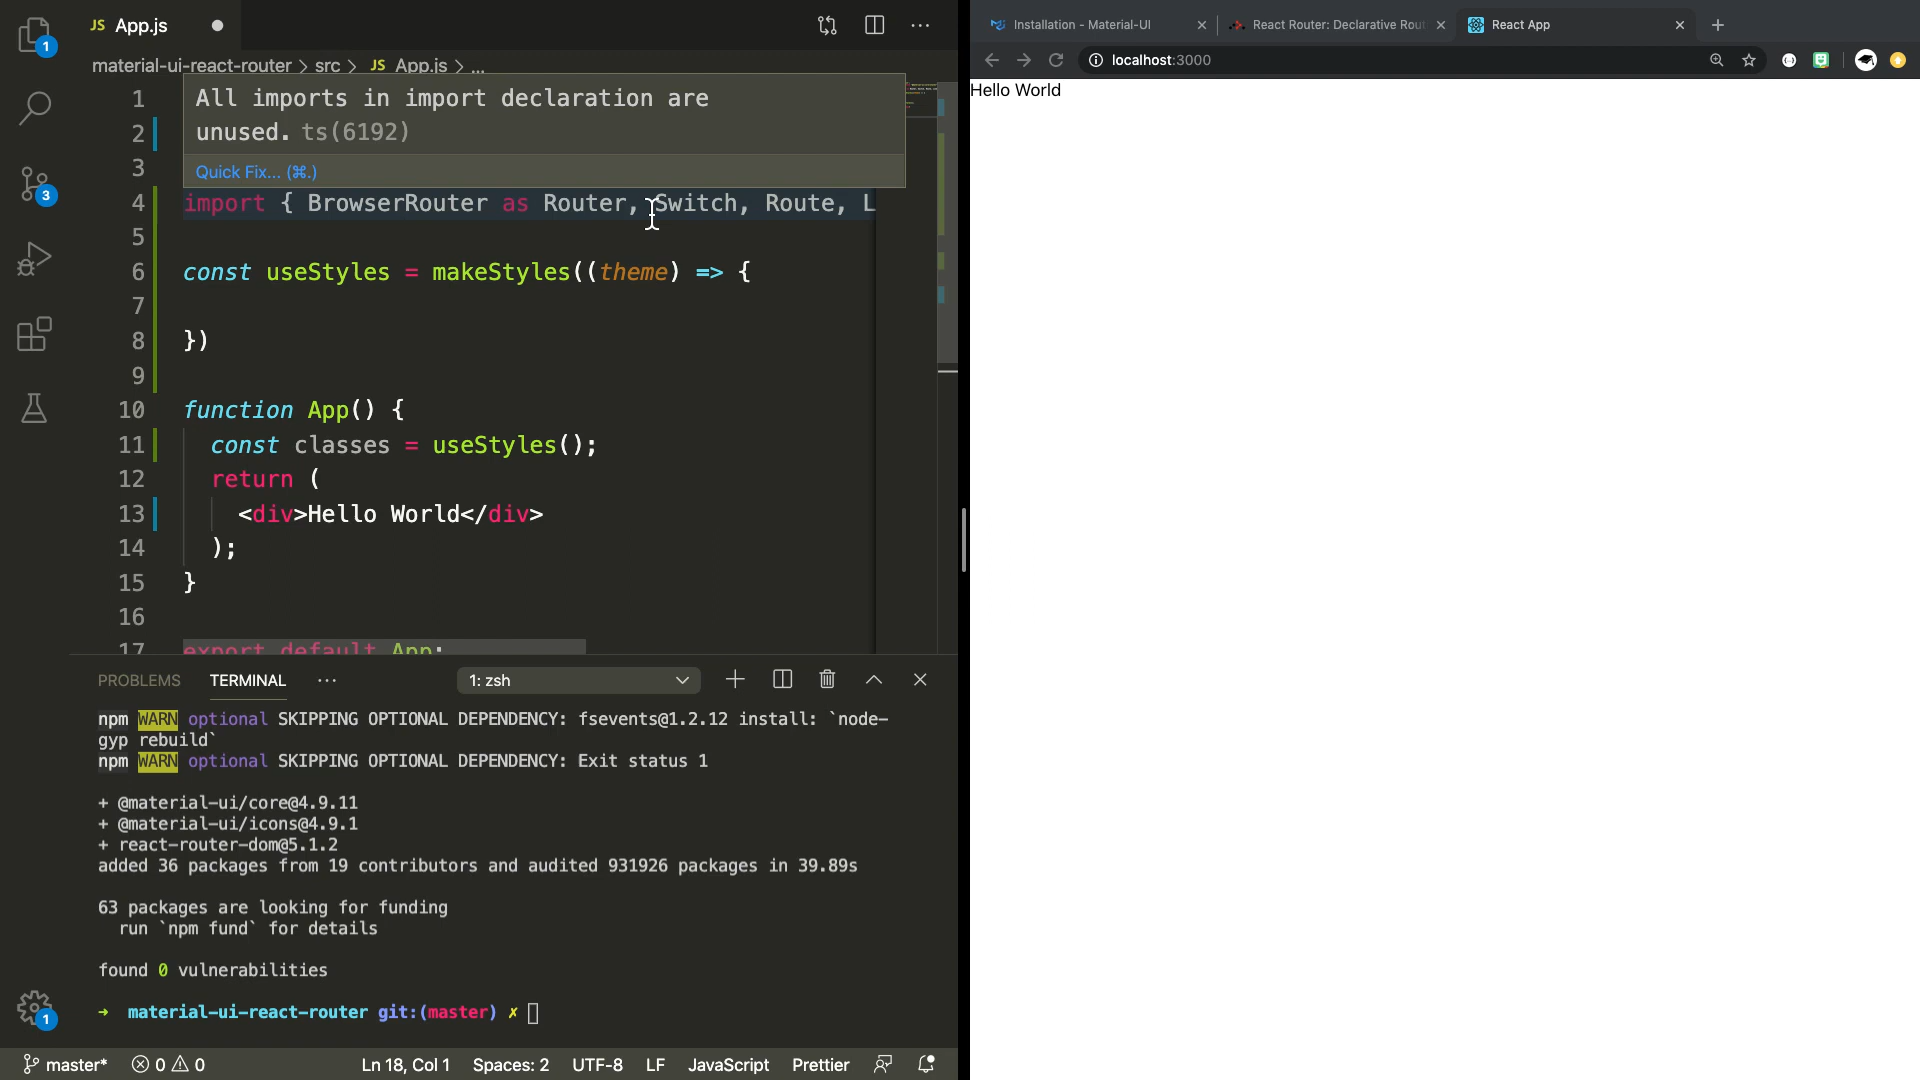 JS App.js
material-ui-react-router > src > JS App.js > ...
All imports in import declaration are
unused. ts(6192)
Quick Fix... (⌘.)
1
2
3
4 import { BrowserRouter as Router, Switch, Route, L
5
6 const useStyles = makeStyles((theme) => {
7
8 })
9
10 function App() {
11 const classes = useStyles();
12 return (
13 <div>Hello World</div>
14 );
15 }
16
17 export default App;
PROBLEMS TERMINAL ... 1: zsh
npm WARN optional SKIPPING OPTIONAL DEPENDENCY: fsevents@1.2.12 install: `node-
gyp rebuild`
npm WARN optional SKIPPING OPTIONAL DEPENDENCY: Exit status 1
+ @material-ui/core@4.9.11
+ @material-ui/icons@4.9.1
+ react-router-dom@5.1.2
added 36 packages from 19 contributors and audited 931926 packages in 39.89s
63 packages are looking for funding
run `npm fund` for details
found 0 vulnerabilities
→ material-ui-react-router git:(master) ✗
1
3
1
master* 0 0 Ln 18, Col 1 Spaces: 2 UTF-8 LF JavaScript Prettier
Installation - Material-UI React Router: Declarative Rout React App
localhost:3000
Hello World